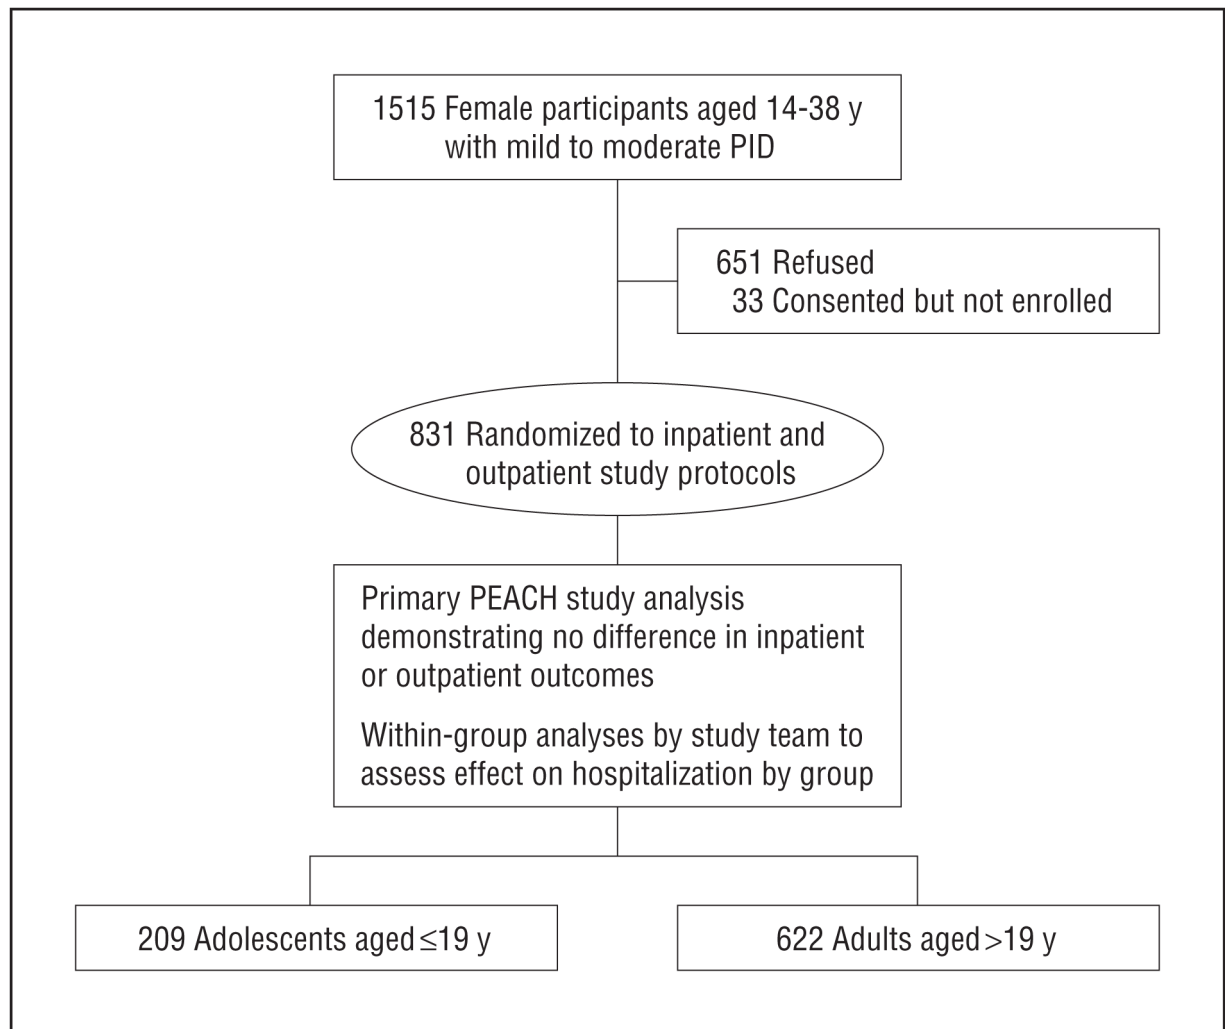 1515 Female participants aged 14-38 y
with mild to moderate PID
651 Refused
33 Consented but not enrolled
831 Randomized to inpatient and
outpatient study protocols
Primary PEACH study analysis
demonstrating no difference in inpatient
or outpatient outcomes
Within-group analyses by study team to
assess effect on hospitalization by group
209 Adolescents aged ≤19 y
622 Adults aged >19 y